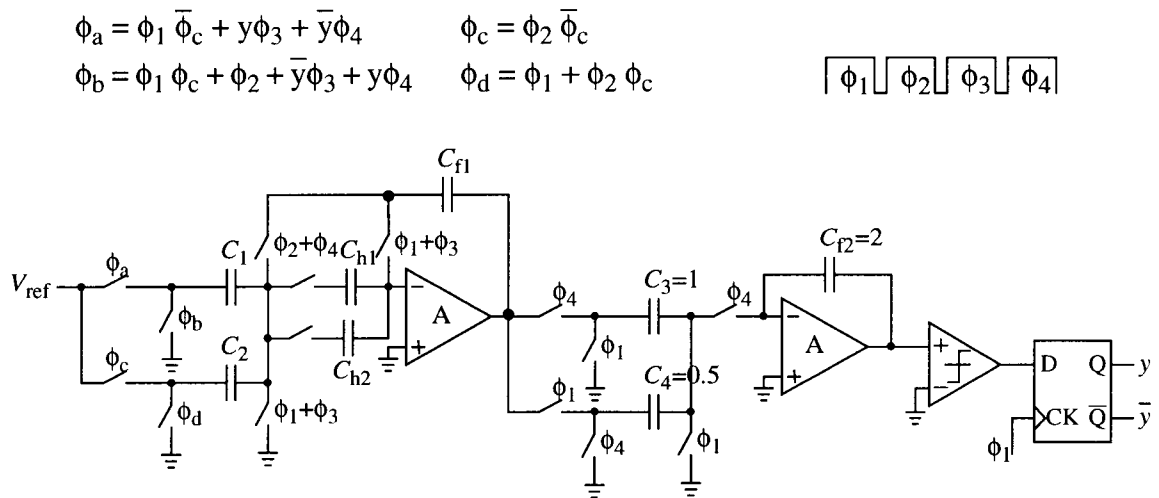 ϕa = ϕ1 ϕ̅c + yϕ3 + y̅ϕ4
ϕc = ϕ2 ϕ̅c
ϕb = ϕ1 ϕc + ϕ2 + y̅ϕ3 + yϕ4
ϕd = ϕ1 + ϕ2 ϕc
ϕ1 ϕ2 ϕ3 ϕ4
Cf1
C1
ϕ2+ϕ4
Ch1
ϕ1+ϕ3
Cf2=2
Vref
ϕa
ϕb
−
A
+
ϕ4
C3=1
ϕ4
−
A
+
ϕ1
+
−
D Q y
ϕc
C2
Ch2
ϕ1
C4=0.5
ϕd
ϕ1+ϕ3
ϕ4
ϕ1
ϕ1
CK Q̅ y̅